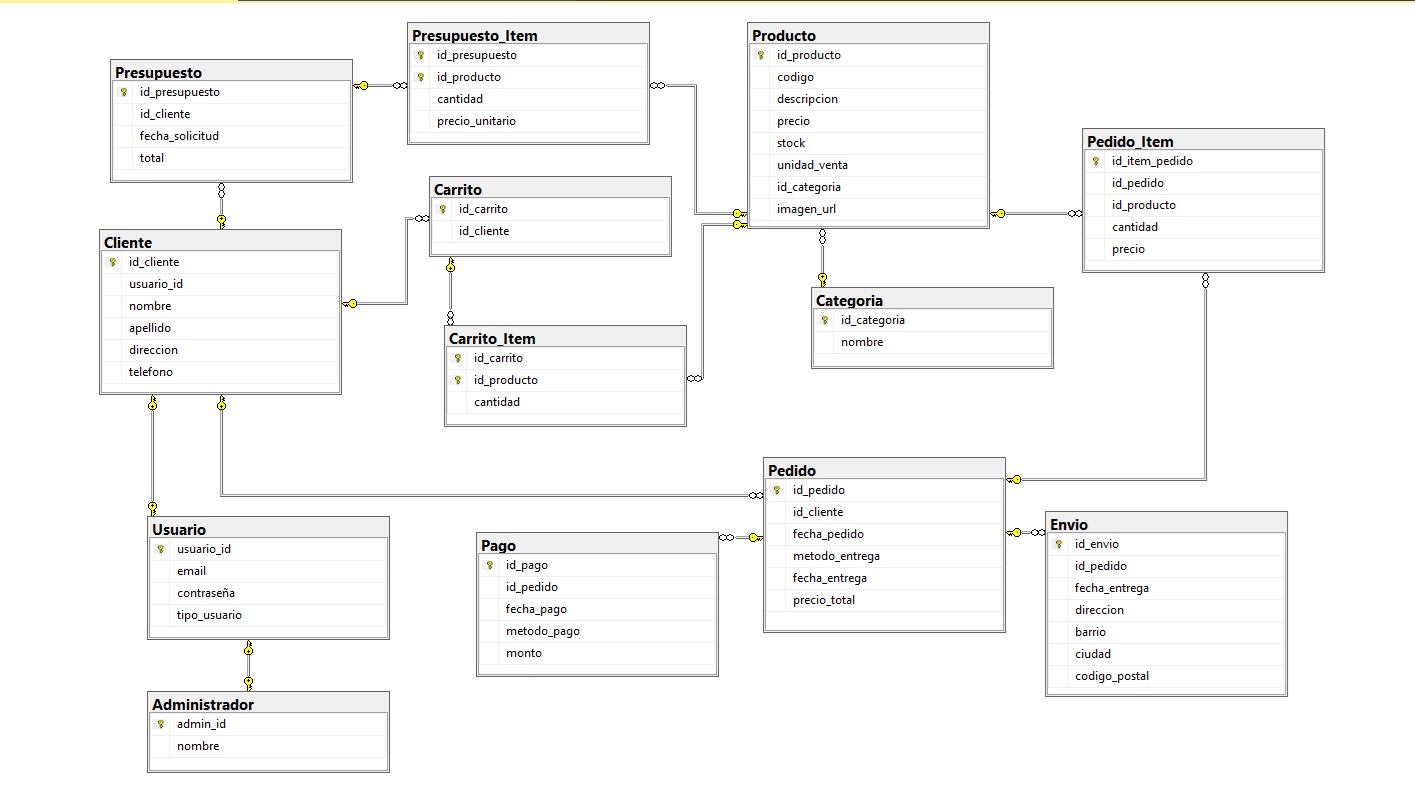 Presupuesto_Item
id_presupuesto
id_producto
cantidad
precio_unitario
Producto
id_producto
codigo
descripcion
precio
stock
unidad_venta
id_categoria
imagen_url
Presupuesto
id_presupuesto
id_cliente
fecha_solicitud
total
Pedido_Item
id_item_pedido
id_pedido
id_producto
cantidad
precio
Carrito
id_carrito
id_cliente
Cliente
id_cliente
usuario_id
nombre
apellido
direccion
telefono
Categoria
id_categoria
nombre
Carrito_Item
id_carrito
id_producto
cantidad
Pedido
id_pedido
id_cliente
fecha_pedido
metodo_entrega
fecha_entrega
precio_total
Envio
id_envio
id_pedido
fecha_entrega
direccion
barrio
ciudad
codigo_postal
Usuario
usuario_id
email
contraseña
tipo_usuario
Pago
id_pago
id_pedido
fecha_pago
metodo_pago
monto
Administrador
admin_id
nombre